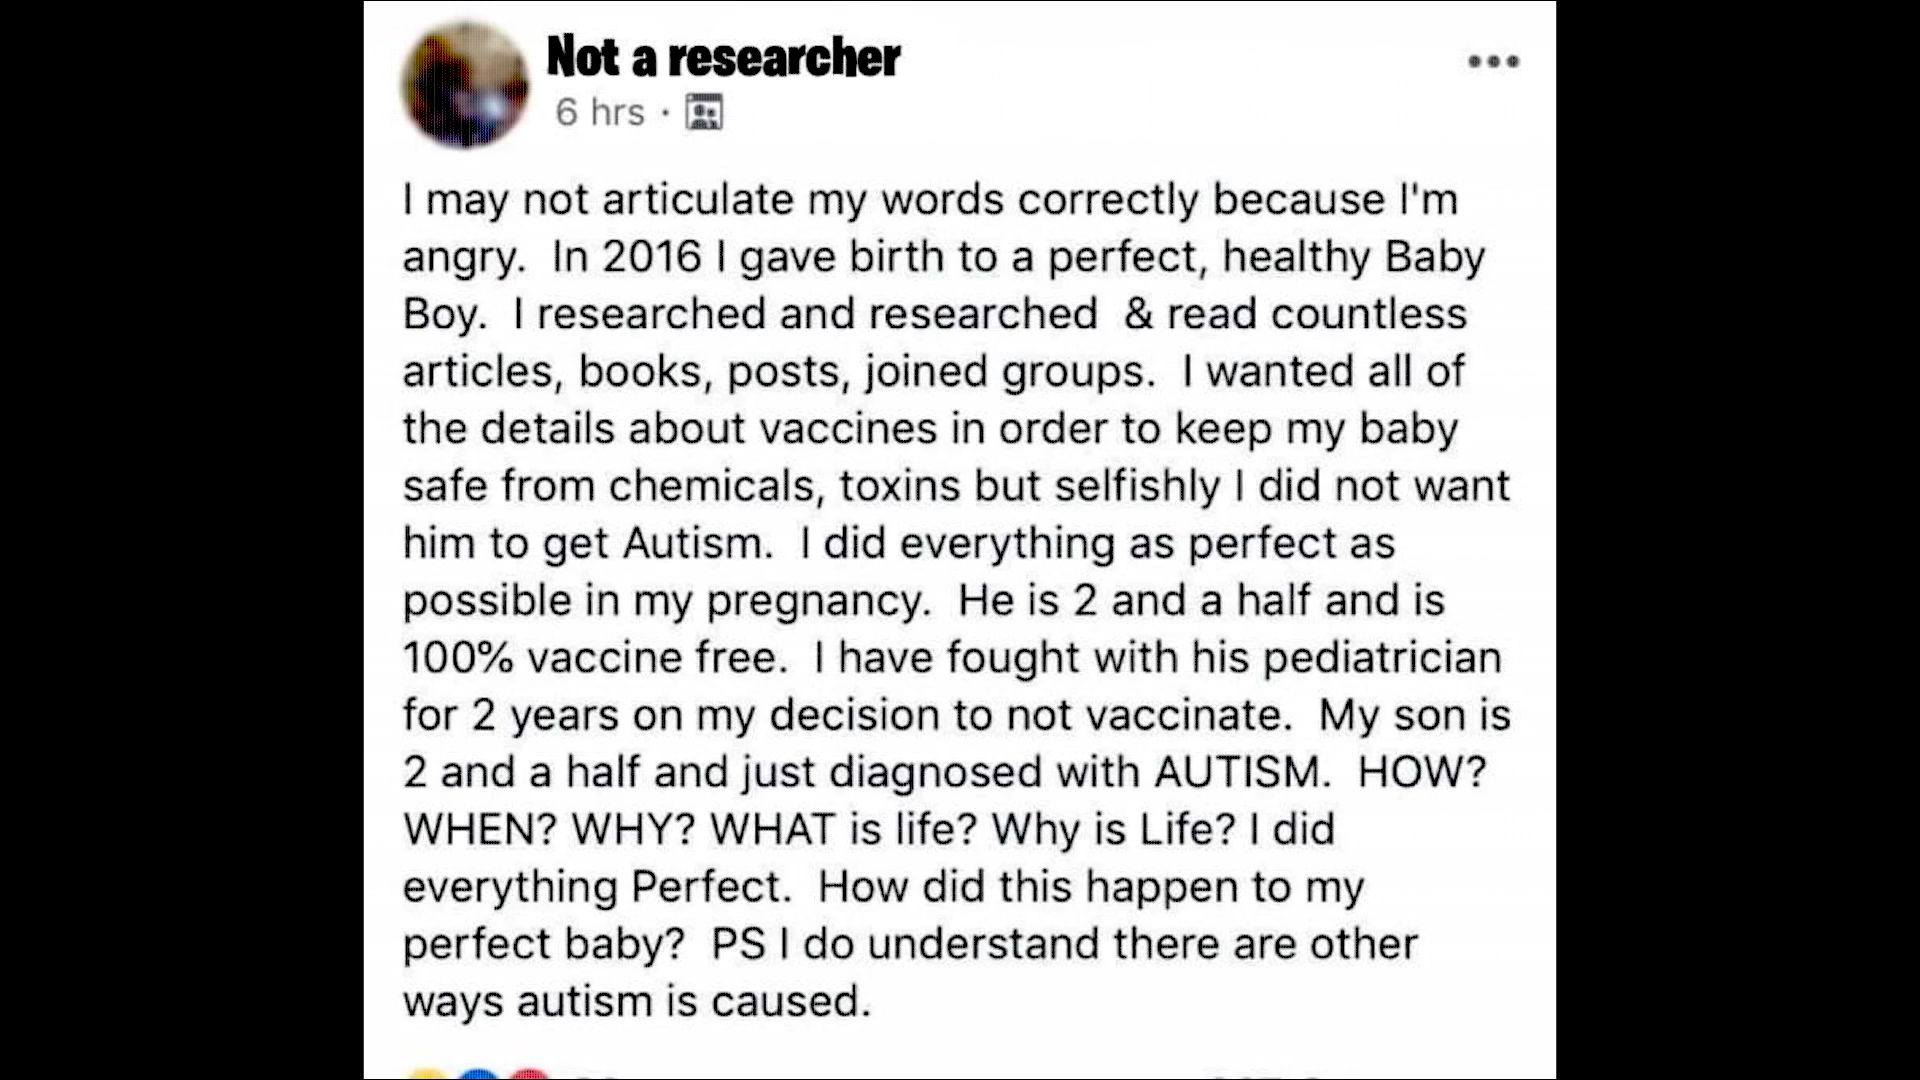 Not a researcher
6 hrs ·
I may not articulate my words correctly because I'm
angry.  In 2016 I gave birth to a perfect, healthy Baby
Boy.  I researched and researched  & read countless
articles, books, posts, joined groups.  I wanted all of
the details about vaccines in order to keep my baby
safe from chemicals, toxins but selfishly I did not want
him to get Autism.  I did everything as perfect as
possible in my pregnancy.  He is 2 and a half and is
100% vaccine free.  I have fought with his pediatrician
for 2 years on my decision to not vaccinate.  My son is
2 and a half and just diagnosed with AUTISM.  HOW?
WHEN? WHY? WHAT is life? Why is Life? I did
everything Perfect.  How did this happen to my
perfect baby?  PS I do understand there are other
ways autism is caused.